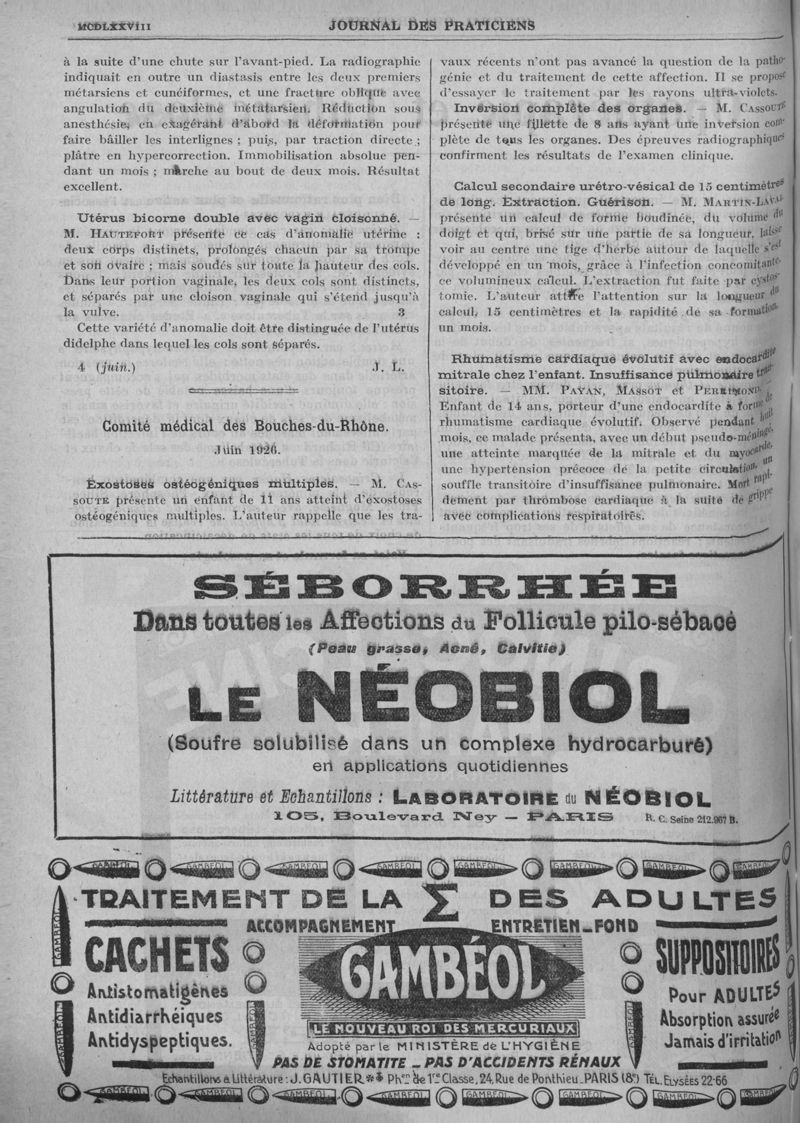 MCDLXXVIII
JOURNAL DES PRATICIENS
à la suite d'une chute sur l'avant-pied. La radiographie
indiquait en outre un diastasis entre les deux premiers
métarsiens et cunéiformes, et une fracture oblique avec
angulation du deuxième métatarsien. Réduction sous
anesthésie, en exagérant d'abord la déformation pour
faire bâiller les interlignes ; puis, par traction directe ;
plâtre en hypercorrection. Immobilisation absolue pen-
dant un mois ; marche au bout de deux mois. Résultat
excellent.
Utérus bicorne double avec vagin cloisonné. —
M. HAUTEFORT présente ce cas d'anomalie utérine :
deux corps distincts, prolongés chacun par sa trompe
et son ovaire ; mais soudés sur toute la hauteur des cols.
Dans leur portion vaginale, les deux cols sont distincts,
et séparés par une cloison vaginale qui s'étend jusqu'à
la vulve. 3
Cette variété d'anomalie doit être distinguée de l'utérus
didelphe dans lequel les cols sont séparés.
4 (juin.) J. L.
Comité médical des Bouches-du-Rhône.
Juin 1926.
Exostoses ostéogéniques multiples. — M. CAS-
SOUTE présente un enfant de 11 ans atteint d'exostoses
ostéogéniques multiples. L'auteur rappelle que les tra-
vaux récents n'ont pas avancé la question de la patho-
génie et du traitement de cette affection. Il se propose
d'essayer le traitement par les rayons ultra-violets.
Inversion complète des organes. — M. CASSOUTE
présente une fillette de 8 ans ayant une inversion com-
plète de tous les organes. Des épreuves radiographiques
confirment les résultats de l'examen clinique.
Calcul secondaire urétro-vésical de 15 centimètres
de long. Extraction. Guérison. — M. MARTIN-LAVAL
présente un calcul de forme boudinée, du volume du
doigt et qui, brisé sur une partie de sa longueur, laisse
voir au centre une tige d'herbe autour de laquelle s'est
développé en un mois, grâce à l'infection concomitante,
ce volumineux calcul. L'extraction fut faite par cystos-
tomie. L'auteur attire l'attention sur la longueur du
calcul, 15 centimètres et la rapidité de sa formation,
un mois.
Rhumatisme cardiaque évolutif avec endocardite
mitrale chez l'enfant. Insuffisance pulmonaire tran-
sitoire. — MM. PAYAN, MASSOT et PERRIMOND.
Enfant de 14 ans, porteur d'une endocardite à forme de
rhumatisme cardiaque évolutif. Observé pendant huit
mois, ce malade présenta, avec un début pseudo-méningé,
une atteinte marquée de la mitrale et du myocarde,
une hypertension précoce de la petite circulation, un
souffle transitoire d'insuffisance pulmonaire. Mort rapi-
dement par thrombose cardiaque à la suite de grippe
avec complications respiratoires.
SÉBORRHÉE
Dans toutes les Affections du Follicule pilo-sébacé
(Peau grasse, Acné, Calvitie)
LE NÉOBIOL
(Soufre solubilisé dans un complexe hydrocarburé)
en applications quotidiennes
Littérature et Echantillons : LABORATOIRE du NÉOBIOL
105, Boulevard Ney — PARIS R. C. Seine 212.967 B.
GAMBÉOL GAMBÉOL GAMBÉOL GAMBÉOL GAMBÉOL GAMBÉOL GAMBÉOL GAMBÉOL
TRAITEMENT DE LA Σ DES ADULTES
ACCOMPAGNEMENT ENTRETIEN_FOND
CACHETS
Antistomatigènes
Antidiarrhéiques
Antidyspeptiques.
GAMBÉOL
LE NOUVEAU ROI DES MERCURIAUX
Adopté par le MINISTÈRE de L'HYGIÈNE
SUPPOSITOIRES
Pour ADULTES
Absorption assurée
Jamais d'irritation
PAS DE STOMATITE _ PAS D'ACCIDENTS RÉNAUX
Echantillons & Littérature : J. GAUTIER Phcien de 1re Classe, 24, Rue de Ponthieu_PARIS (8e) TÉL. Elysées 22-66
GAMBÉOL GAMBÉOL GAMBÉOL GAMBÉOL GAMBÉOL GAMBÉOL GAMBÉOL GAMBÉOL